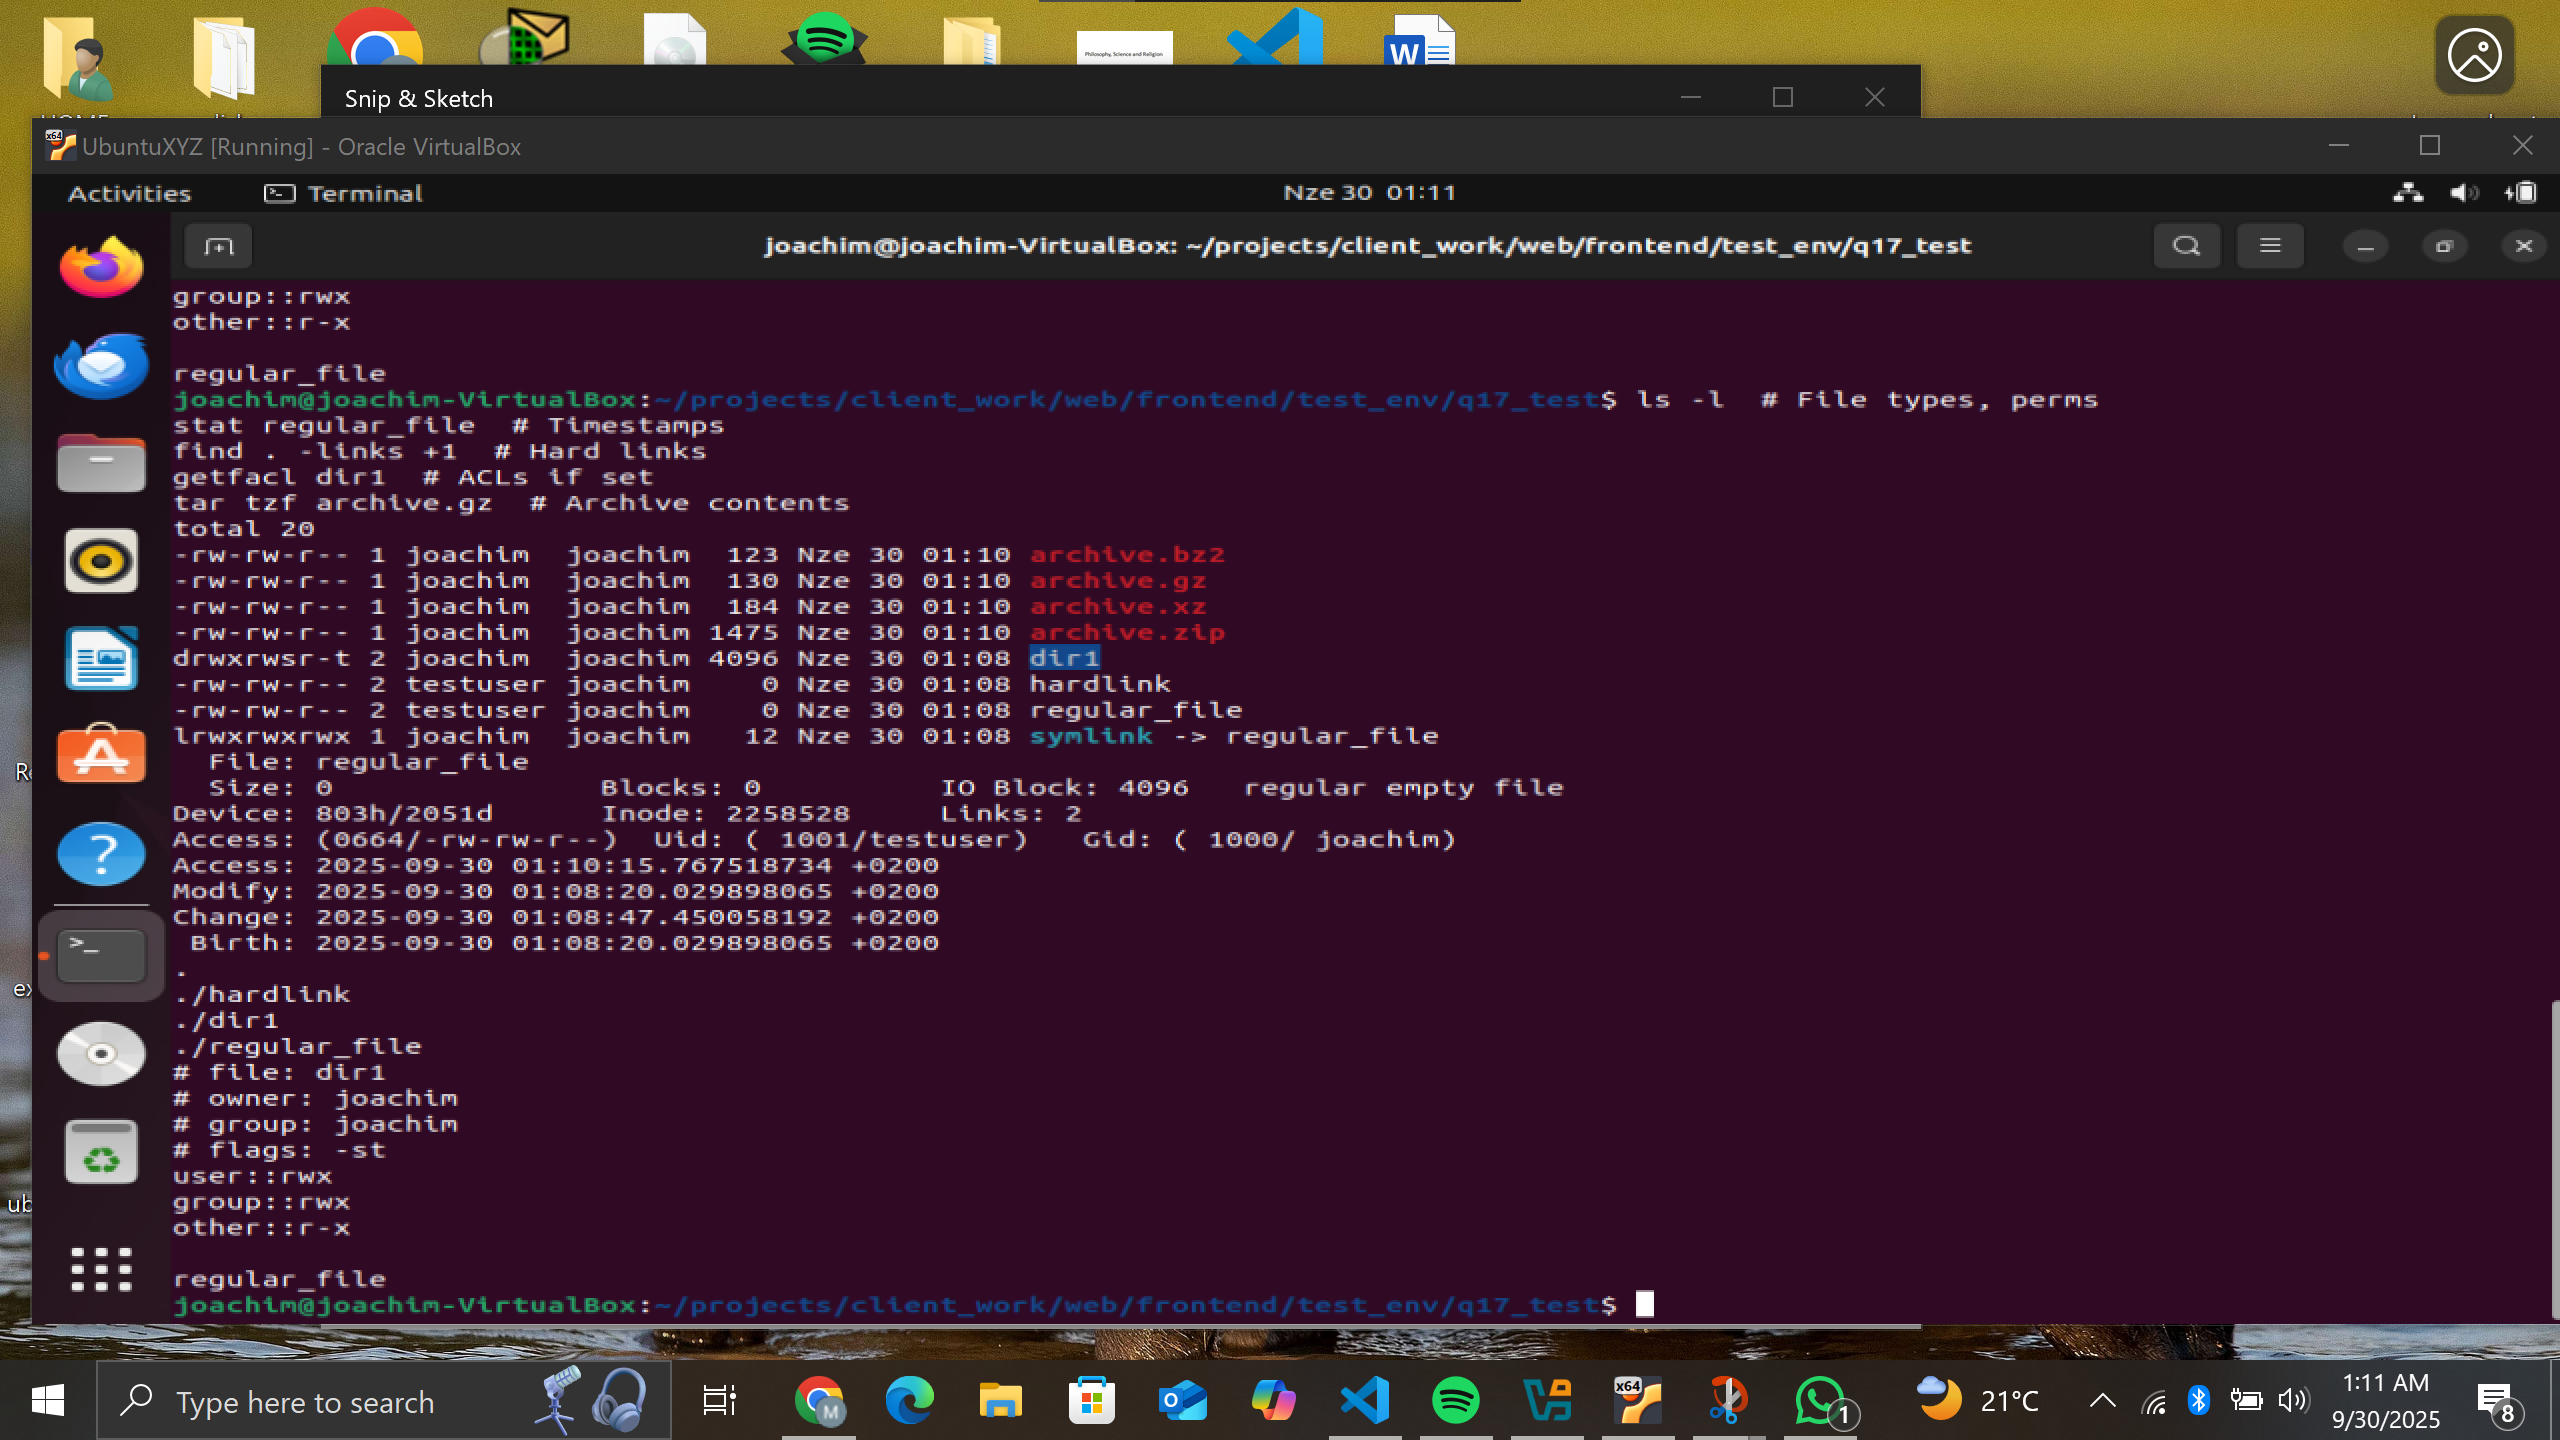 Philosophy, Science and Religion
Snip & Sketch
UbuntuXYZ [Running] - Oracle VirtualBox
Activities
Terminal
Nze 30 01:11
joachim@joachim-VirtualBox: ~/projects/client_work/web/frontend/test_env/q17_test
group::rwx
other::r-x
regular_file
joachim@joachim-VirtualBox:~/projects/client_work/web/frontend/test_env/q17_test$ ls -l  # File types, perms
stat regular_file  # Timestamps
find . -links +1  # Hard links
getfacl dir1  # ACLs if set
tar tzf archive.gz  # Archive contents
total 20
-rw-rw-r-- 1 joachim  joachim  123 Nze 30 01:10 archive.bz2
-rw-rw-r-- 1 joachim  joachim  130 Nze 30 01:10 archive.gz
-rw-rw-r-- 1 joachim  joachim  184 Nze 30 01:10 archive.xz
-rw-rw-r-- 1 joachim  joachim 1475 Nze 30 01:10 archive.zip
drwxrwsr-t 2 joachim  joachim 4096 Nze 30 01:08 dir1
-rw-rw-r-- 2 testuser joachim    0 Nze 30 01:08 hardlink
-rw-rw-r-- 2 testuser joachim    0 Nze 30 01:08 regular_file
lrwxrwxrwx 1 joachim  joachim   12 Nze 30 01:08 symlink -> regular_file
  File: regular_file
  Size: 0               Blocks: 0          IO Block: 4096   regular empty file
Device: 803h/2051d      Inode: 2258528     Links: 2
Access: (0664/-rw-rw-r--)  Uid: ( 1001/testuser)   Gid: ( 1000/ joachim)
Access: 2025-09-30 01:10:15.767518734 +0200
Modify: 2025-09-30 01:08:20.029898065 +0200
Change: 2025-09-30 01:08:47.450058192 +0200
 Birth: 2025-09-30 01:08:20.029898065 +0200
.
./hardlink
./dir1
./regular_file
# file: dir1
# owner: joachim
# group: joachim
# flags: -st
user::rwx
group::rwx
other::r-x
regular_file
joachim@joachim-VirtualBox:~/projects/client_work/web/frontend/test_env/q17_test$
Type here to search
21°C
1:11 AM
9/30/2025
8